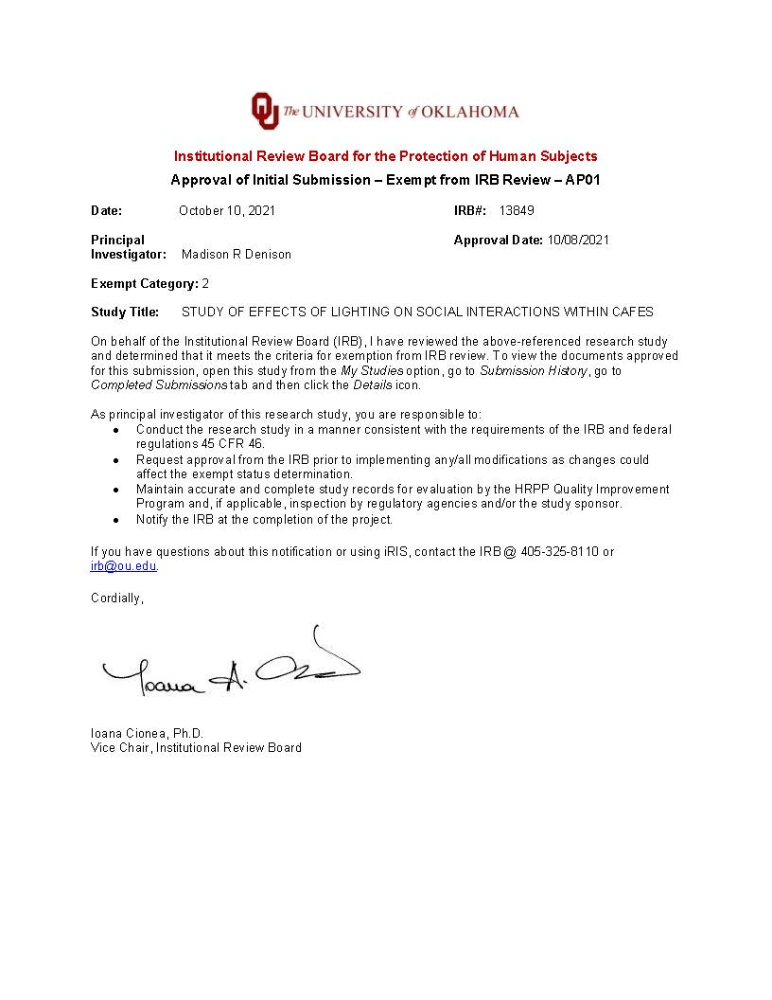 The UNIVERSITY of OKLAHOMA
Institutional Review Board for the Protection of Human Subjects
Approval of Initial Submission – Exempt from IRB Review – AP01
Date: October 10, 2021 IRB#: 13849
Principal Approval Date: 10/08/2021
Investigator: Madison R Denison
Exempt Category: 2
Study Title: STUDY OF EFFECTS OF LIGHTING ON SOCIAL INTERACTIONS WITHIN CAFES
On behalf of the Institutional Review Board (IRB), I have reviewed the above-referenced research study
and determined that it meets the criteria for exemption from IRB review. To view the documents approved
for this submission, open this study from the My Studies option, go to Submission History, go to
Completed Submissions tab and then click the Details icon.
As principal investigator of this research study, you are responsible to:
• Conduct the research study in a manner consistent with the requirements of the IRB and federal
regulations 45 CFR 46.
• Request approval from the IRB prior to implementing any/all modifications as changes could
affect the exempt status determination.
• Maintain accurate and complete study records for evaluation by the HRPP Quality Improvement
Program and, if applicable, inspection by regulatory agencies and/or the study sponsor.
• Notify the IRB at the completion of the project.
If you have questions about this notification or using iRIS, contact the IRB @ 405-325-8110 or
irb@ou.edu.
Cordially,
Ioana A.
Ioana Cionea, Ph.D.
Vice Chair, Institutional Review Board